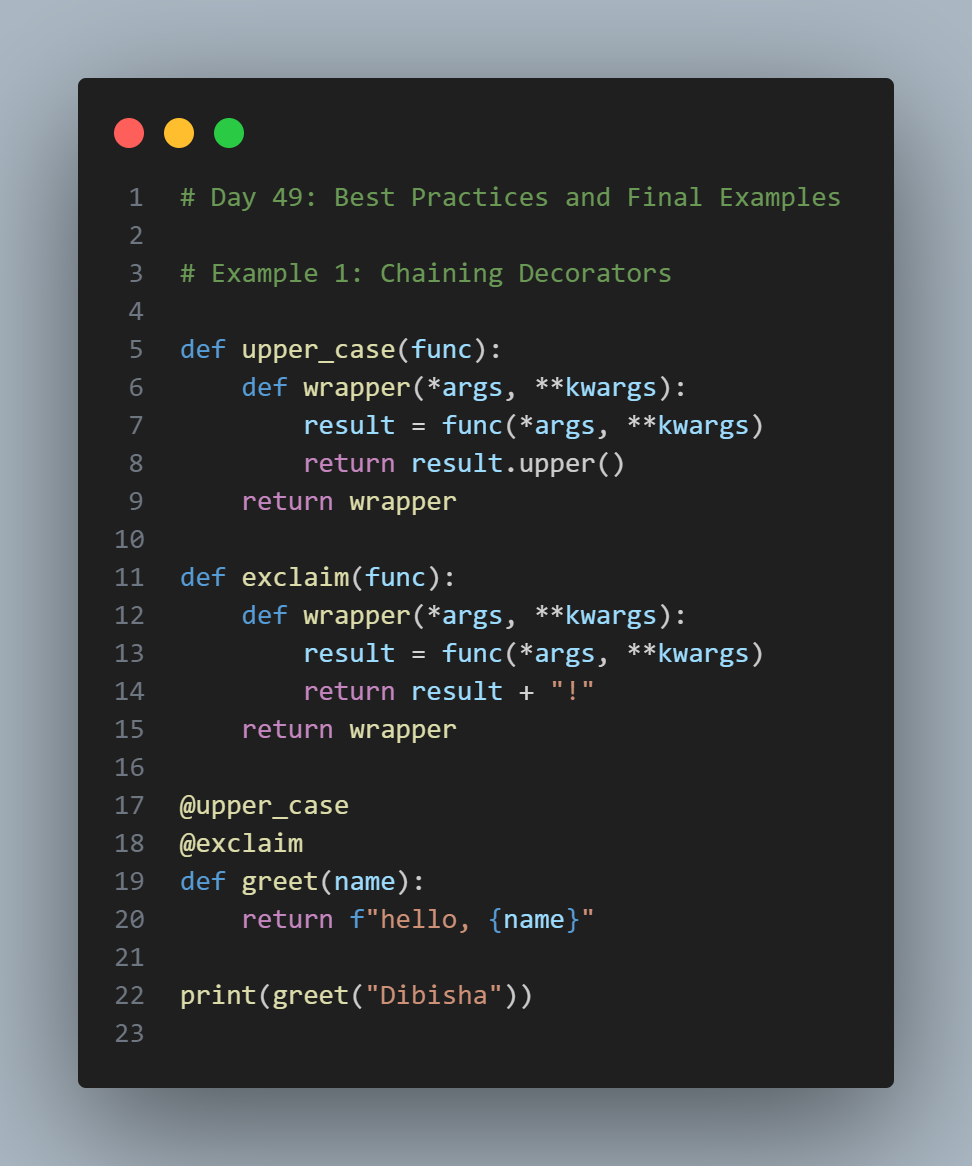 1 # Day 49: Best Practices and Final Examples
2
3 # Example 1: Chaining Decorators
4
5 def upper_case(func):
6     def wrapper(*args, **kwargs):
7         result = func(*args, **kwargs)
8         return result.upper()
9     return wrapper
10
11 def exclaim(func):
12     def wrapper(*args, **kwargs):
13         result = func(*args, **kwargs)
14         return result + "!"
15     return wrapper
16
17 @upper_case
18 @exclaim
19 def greet(name):
20     return f"hello, {name}"
21
22 print(greet("Dibisha"))
23